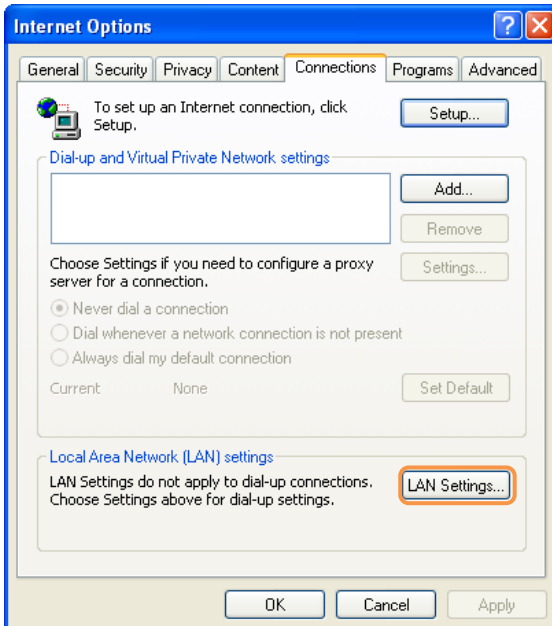 Internet Options
General Security Privacy Content Connections Programs Advanced
To set up an Internet connection, click
Setup.
Setup...
Dial-up and Virtual Private Network settings
Add...
Remove
Choose Settings if you need to configure a proxy
server for a connection.
Settings...
Never dial a connection
Dial whenever a network connection is not present
Always dial my default connection
Current None
Set Default
Local Area Network (LAN) settings
LAN Settings do not apply to dial-up connections.
Choose Settings above for dial-up settings.
LAN Settings...
OK Cancel Apply